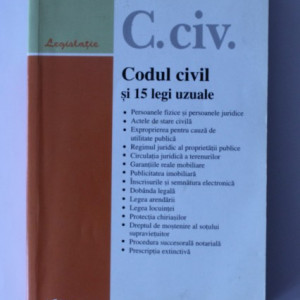 Legislație
C. civ.
Codul civil
și 15 legi uzuale
• Persoanele fizice și persoanele juridice
• Actele de stare civilă
• Exproprierea pentru cauză de
utilitate publică
• Regimul juridic al proprietății publice
• Circulația juridică a terenurilor
• Garanțiile reale mobiliare
• Publicitatea imobiliară
• Înscrisurile și semnătura electronică
• Dobânda legală
• Legea arendării
• Legea locuinței
• Protecția chiriașilor
• Dreptul de moștenire al soțului
supraviețuitor
• Procedura succesorală notarială
• Prescripția extinctivă